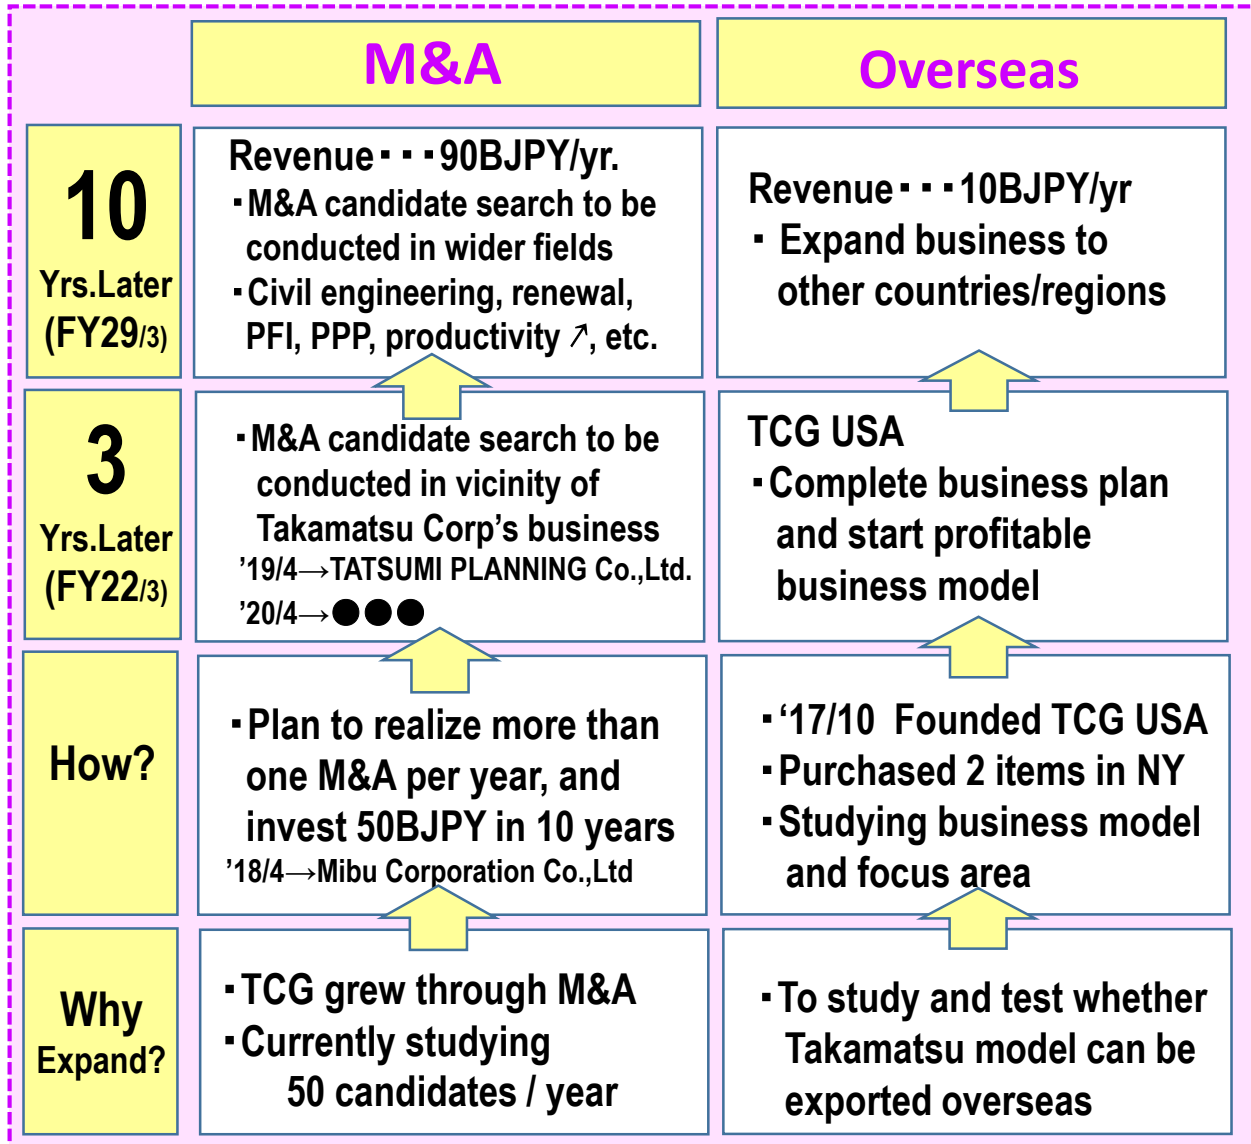 M&A
Overseas
10
Yrs.Later
(FY29/3)
Revenue・・・90BJPY/yr.
・M&A candidate search to be
conducted in wider fields
・Civil engineering, renewal,
PFI, PPP, productivity ↗, etc.
Revenue・・・10BJPY/yr
・ Expand business to
other countries/regions
3
Yrs.Later
(FY22/3)
・M&A candidate search to be
conducted in vicinity of
Takamatsu Corp’s business
’19/4→TATSUMI PLANNING Co.,Ltd.
’20/4→●●●
TCG USA
・Complete business plan
and start profitable
business model
How?
・Plan to realize more than
one M&A per year, and
invest 50BJPY in 10 years
’18/4→Mibu Corporation Co.,Ltd
・‘17/10 Founded TCG USA
・Purchased 2 items in NY
・Studying business model
and focus area
Why
Expand?
・TCG grew through M&A
・Currently studying
50 candidates / year
・To study and test whether
Takamatsu model can be
exported overseas